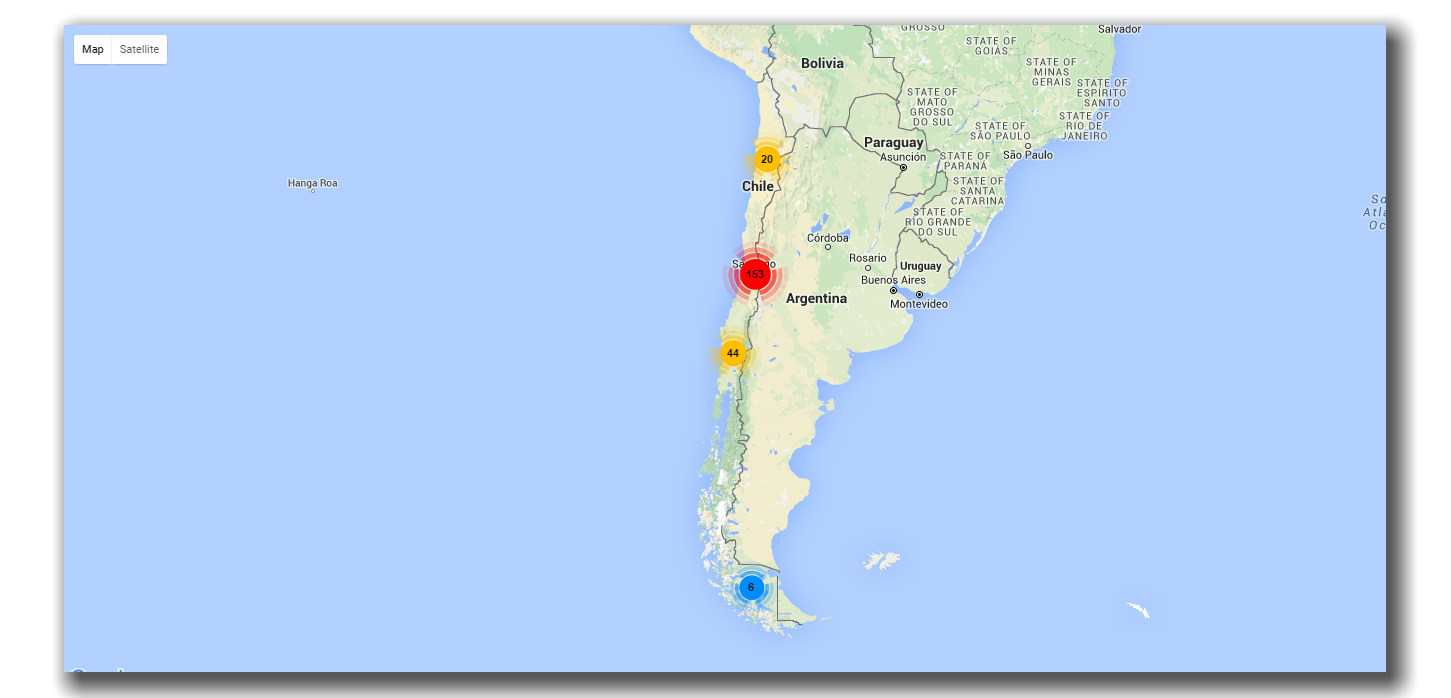 Map
Satellite
GROSSO
Salvador
STATE OF
GOIÁS
Bolivia
STATE OF
MINAS
GERAIS
STATE OF
ESPÍRITO
SANTO
STATE OF
MATO
GROSSO
DO SUL
STATE OF
RIO DE
JANEIRO
STATE OF
SÃO PAULO
Paraguay
São Paulo
Asunción
STATE OF
PARANÁ
20
Hanga Roa
Chile
STATE OF
SANTA
CATARINA
STATE OF
RIO GRANDE
DO SUL
So
Atla
Oc
Córdoba
Rosario
Uruguay
153
Buenos Aires
Argentina
Montevideo
44
6